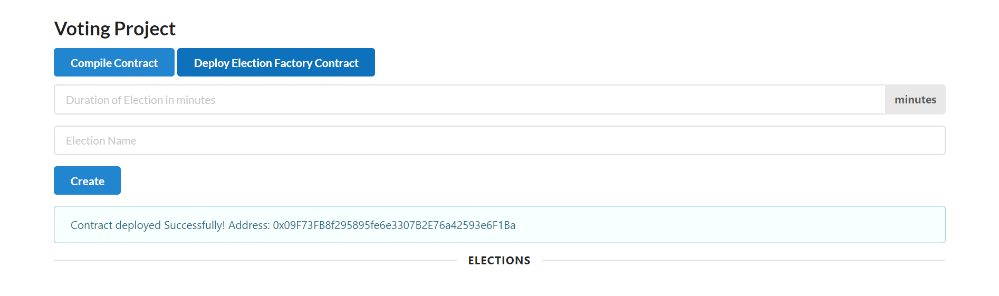 Voting Project
Compile Contract Deploy Election Factory Contract
Duration of Election in minutes minutes
Election Name
Create
Contract deployed Successfully! Address: 0x09F73FB8f295895fe6e3307B2E76a42593e6F1Ba
ELECTIONS